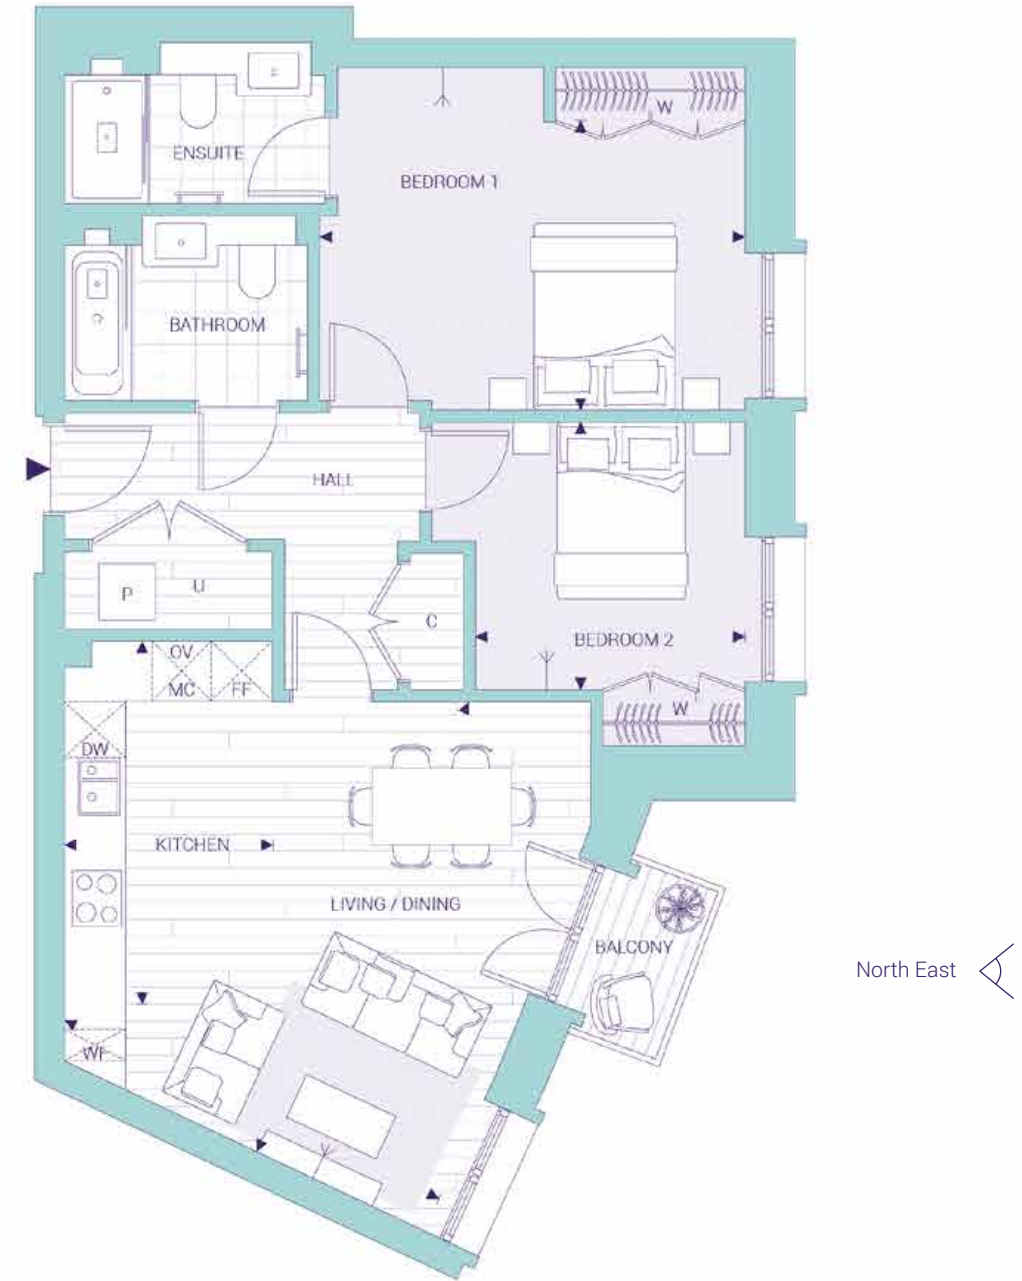 W
ENSUITE
BEDROOM 1
BATHROOM
HALL
P
U
C
BEDROOM 2
OV
MC
FF
W
DW
KITCHEN
LIVING / DINING
BALCONY
North East
WF